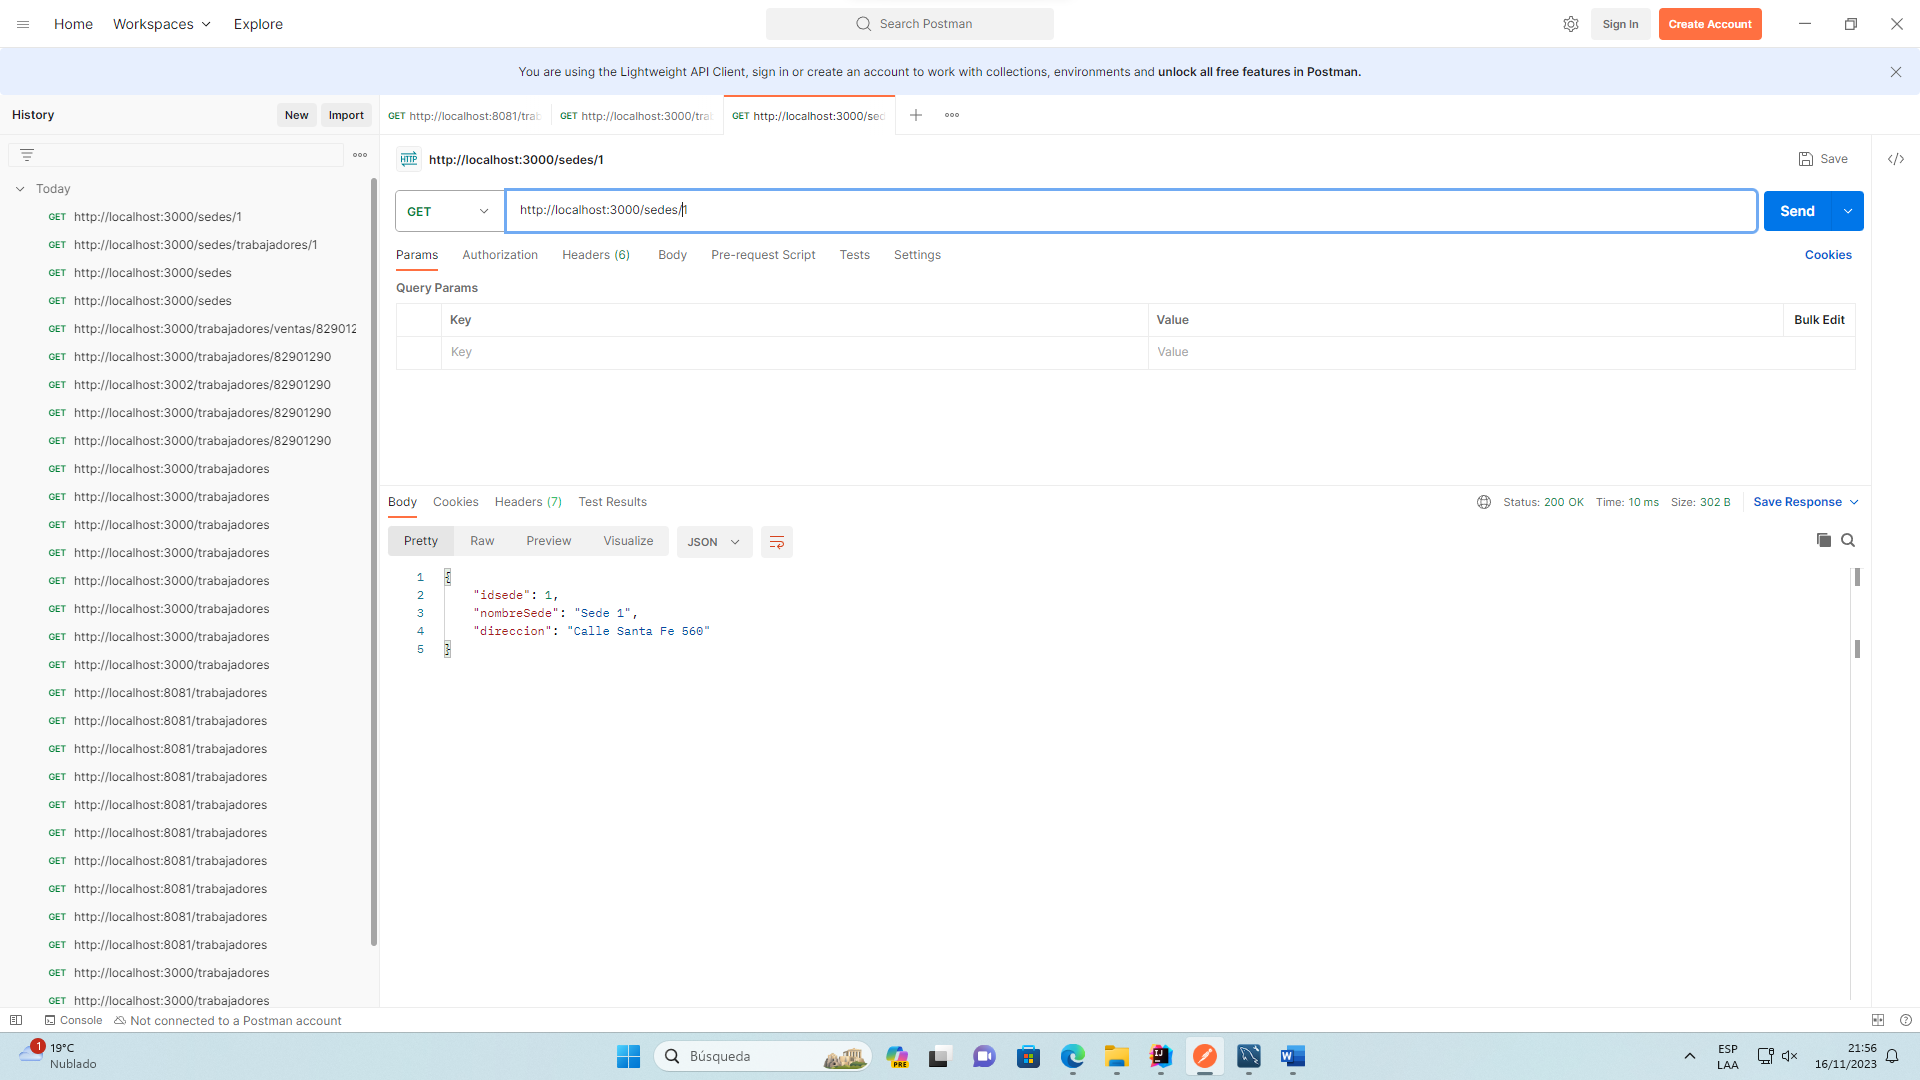 Home
Workspaces
Explore
Search Postman
Sign In
Create Account
You are using the Lightweight API Client, sign in or create an account to work with collections, environments and unlock all free features in Postman.
History
New
Import
GET http://localhost:8081/trab
GET http://localhost:3000/tra
GET http://localhost:3000/sed
HTTP http://localhost:3000/sedes/1
Save
GET
http://localhost:3000/sedes/1
Send
Params
Authorization
Headers (6)
Body
Pre-request Script
Tests
Settings
Cookies
Query Params
Key
Value
Bulk Edit
Key
Value
Today
GET http://localhost:3000/sedes/1
GET http://localhost:3000/sedes/trabajadores/1
GET http://localhost:3000/sedes
GET http://localhost:3000/sedes
GET http://localhost:3000/trabajadores/ventas/829012
GET http://localhost:3000/trabajadores/82901290
GET http://localhost:3002/trabajadores/82901290
GET http://localhost:3000/trabajadores/82901290
GET http://localhost:3000/trabajadores/82901290
GET http://localhost:3000/trabajadores
GET http://localhost:3000/trabajadores
GET http://localhost:3000/trabajadores
GET http://localhost:3000/trabajadores
GET http://localhost:3000/trabajadores
GET http://localhost:3000/trabajadores
GET http://localhost:3000/trabajadores
GET http://localhost:3000/trabajadores
GET http://localhost:8081/trabajadores
GET http://localhost:8081/trabajadores
GET http://localhost:8081/trabajadores
GET http://localhost:8081/trabajadores
GET http://localhost:8081/trabajadores
GET http://localhost:8081/trabajadores
GET http://localhost:8081/trabajadores
GET http://localhost:8081/trabajadores
GET http://localhost:8081/trabajadores
GET http://localhost:8081/trabajadores
GET http://localhost:3000/trabajadores
GET http://localhost:3000/trabajadores
Body
Cookies
Headers (7)
Test Results
Status: 200 OK
Time: 10 ms
Size: 302 B
Save Response
Pretty
Raw
Preview
Visualize
JSON
1 {
2 "idsede": 1,
3 "nombreSede": "Sede 1",
4 "direccion": "Calle Santa Fe 560"
5 }
Console
Not connected to a Postman account
1
19°C
Nublado
Búsqueda
PRE
ESP
LAA
21:56
16/11/2023